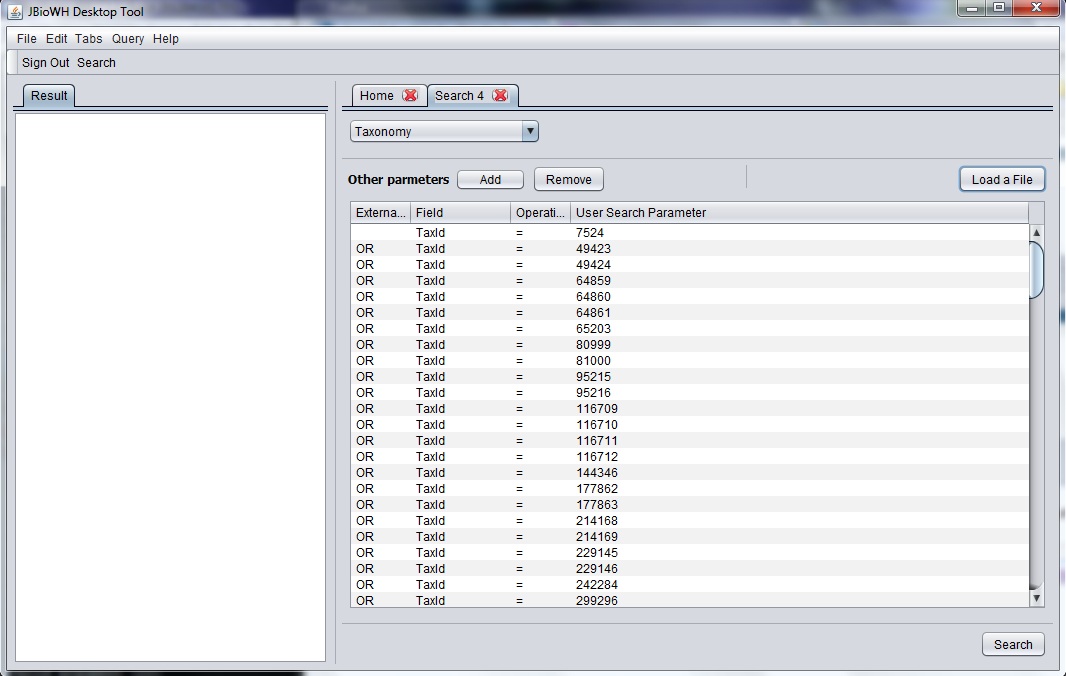 JBioWH Desktop Tool
File Edit Tabs Query Help
Sign Out Search
Result
Home Search 4
Taxonomy
Other parmeters Add Remove Load a File
Externa... Field Operati... User Search Parameter
TaxId = 7524
OR TaxId = 49423
OR TaxId = 49424
OR TaxId = 64859
OR TaxId = 64860
OR TaxId = 64861
OR TaxId = 65203
OR TaxId = 80999
OR TaxId = 81000
OR TaxId = 95215
OR TaxId = 95216
OR TaxId = 116709
OR TaxId = 116710
OR TaxId = 116711
OR TaxId = 116712
OR TaxId = 144346
OR TaxId = 177862
OR TaxId = 177863
OR TaxId = 214168
OR TaxId = 214169
OR TaxId = 229145
OR TaxId = 229146
OR TaxId = 242284
OR TaxId = 299296
Search